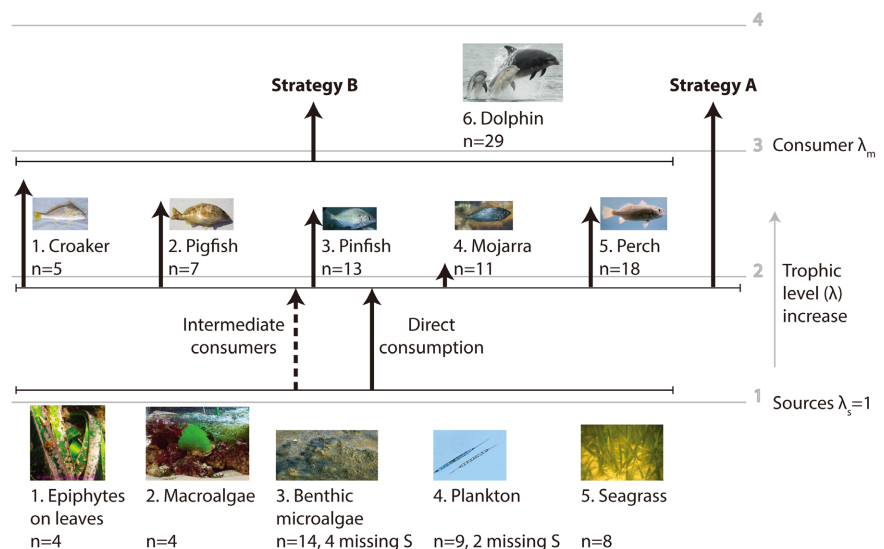 4
Strategy B
Strategy A
6. Dolphin
n=29
3 Consumer λm
1. Croaker
n=5
2. Pigfish
n=7
3. Pinfish
n=13
4. Mojarra
n=11
5. Perch
n=18
2
Trophic
level (λ)
increase
Intermediate
consumers
Direct
consumption
1 Sources λs=1
1. Epiphytes
on leaves
n=4
2. Macroalgae
n=4
3. Benthic
microalgae
n=14, 4 missing S
4. Plankton
n=9, 2 missing S
5. Seagrass
n=8